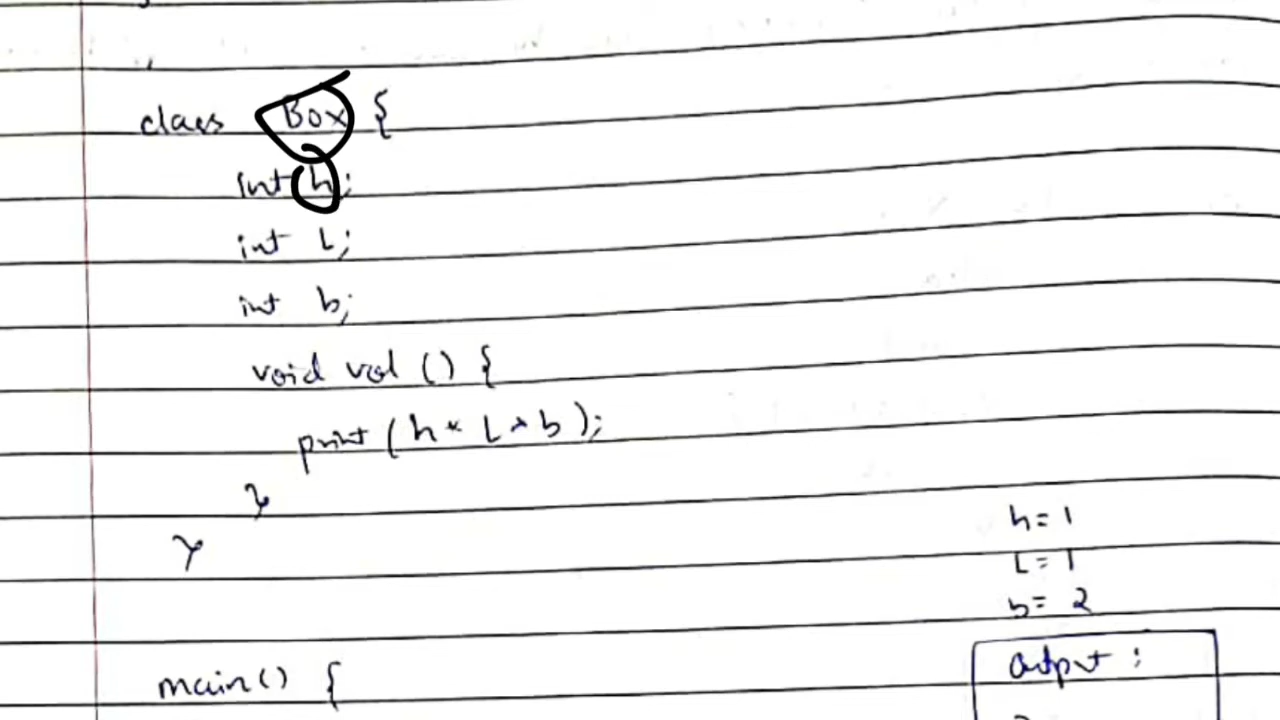 class Box {
int h;
int L;
int b;
void vol () {
print (h * L * b);
}
}
h = 1
L = 1
b = 2
main() {
output :